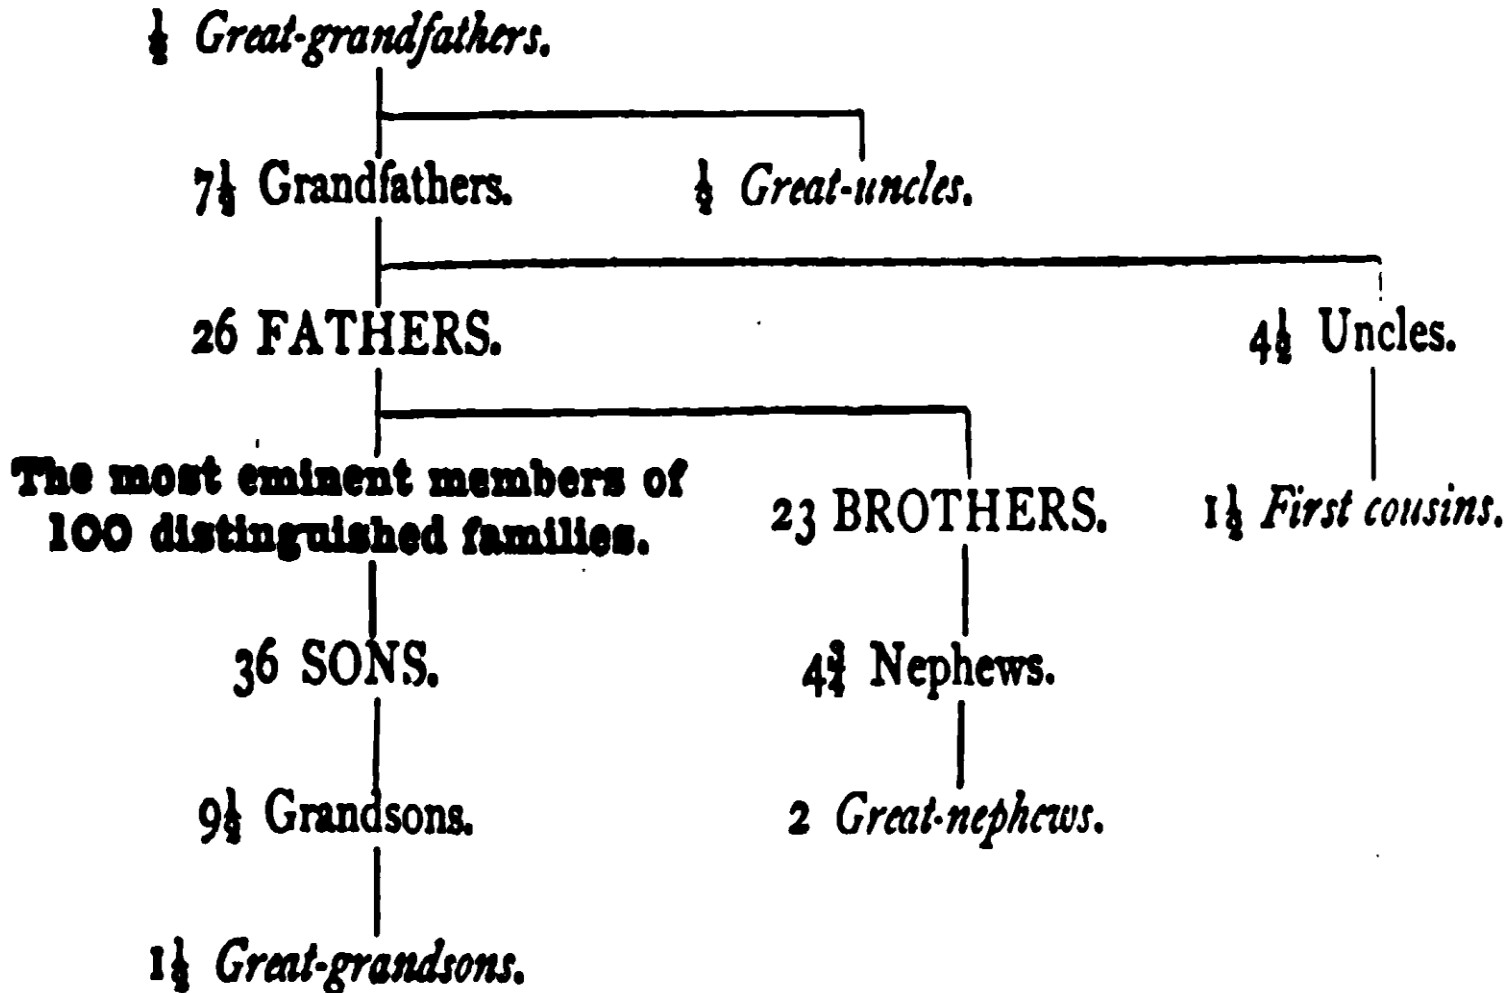 ½ Great-grandfathers.
7½ Grandfathers. ½ Great-uncles.
26 FATHERS. 4½ Uncles.
The most eminent members of
100 distinguished families.
23 BROTHERS. 1½ First cousins.
36 SONS. 4¾ Nephews.
9½ Grandsons. 2 Great-nephews.
1½ Great-grandsons.